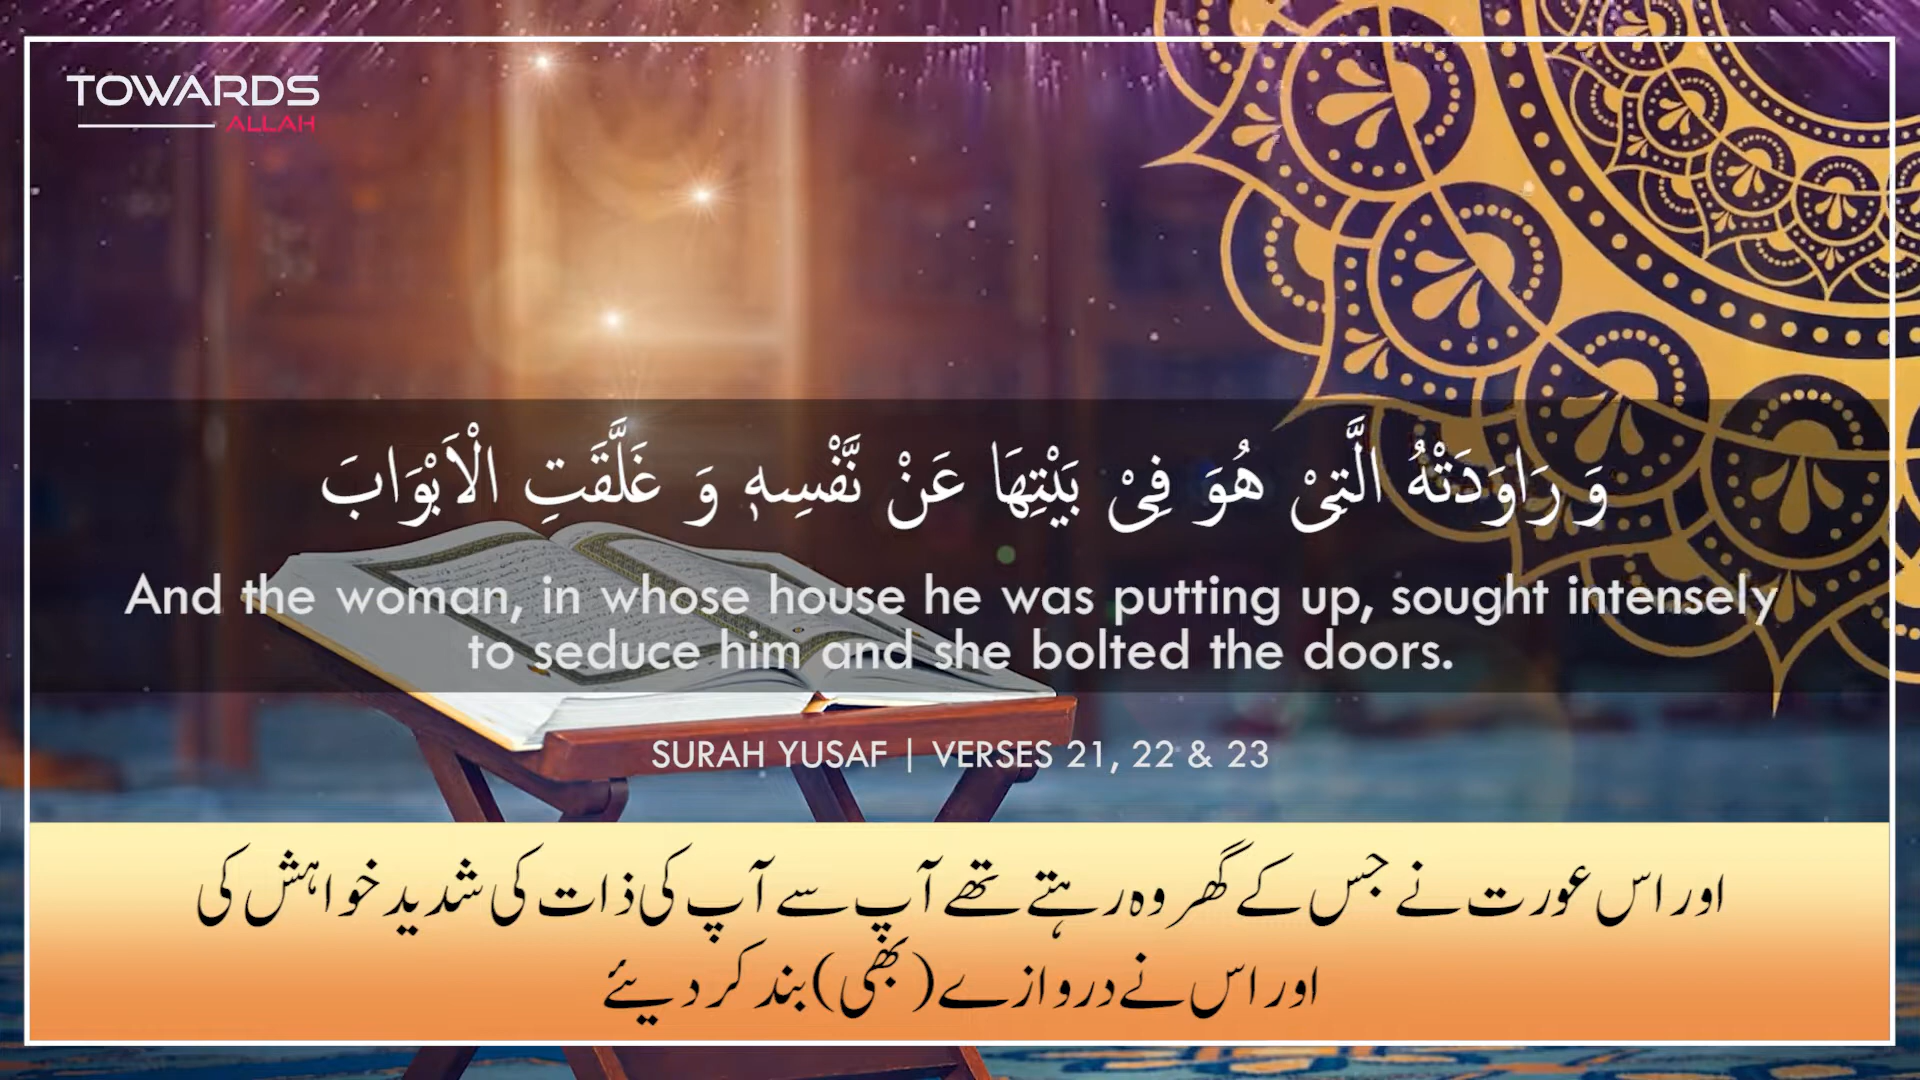 TOWARDS
ALLAH
وَ رَاوَدَتْهُ الَّتِیْ هُوَ فِیْ بَیْتِهَا عَنْ نَّفْسِهٖ وَ غَلَّقَتِ الْاَبْوَابَ
And the woman, in whose house he was putting up, sought intensely
to seduce him and she bolted the doors.
SURAH YUSAF | VERSES 21, 22 & 23
اور اس عورت نے جس کے گھر وہ رہتے تھے آپ سے آپ کی ذات کی شدید خواہش کی
اور اس نے دروازے (بھی) بند کر دیئے